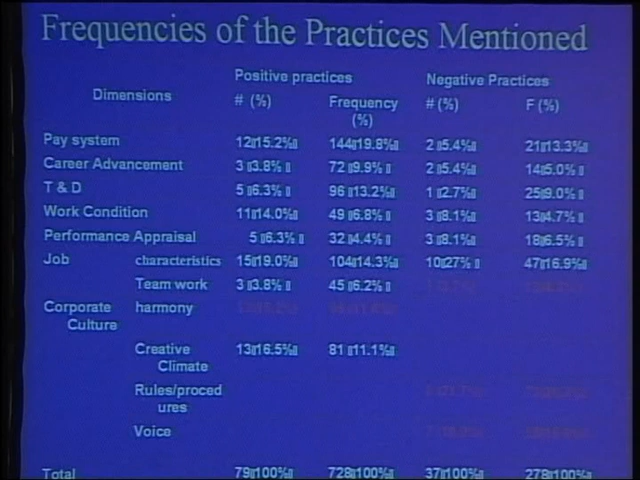 Frequencies of the Practices Mentioned
Positive practices Negative Practices
Dimensions # (%) Frequency (%) # (%) F (%)
Pay system 12▯15.2%▯ 144▯19.8%▯ 2▯5.4%▯ 21▯13.3%▯
Career Advancement 3▯3.8%▯ 72▯9.9%▯ 2▯5.4%▯ 14▯5.0%▯
T & D 5▯6.3%▯ 96▯13.2%▯ 1▯2.7%▯ 25▯9.0%▯
Work Condition 11▯14.0%▯ 49▯6.8%▯ 3▯8.1%▯ 13▯4.7%▯
Performance Appraisal 5▯6.3%▯ 32▯4.4%▯ 3▯8.1%▯ 18▯6.5%▯
Job characteristics 15▯19.0%▯ 104▯14.3%▯ 10▯27%▯ 47▯16.9%▯
Team work 3▯3.8%▯ 45▯6.2%▯
Corporate Culture harmony
Creative Climate 13▯16.5%▯ 81▯11.1%▯
Rules/proced
ures
Voice
Total 79▯100%▯ 728▯100%▯ 37▯100%▯ 278▯100%▯